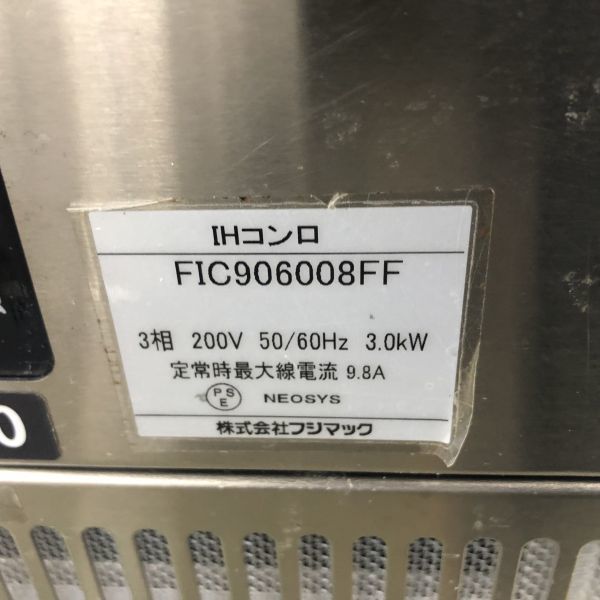 IHコンロ
FIC906008FF
3相 200V 50/60Hz 3.0kW
定常時最大線電流 9.8A
PSE NEOSYS
株式会社フジマック
0